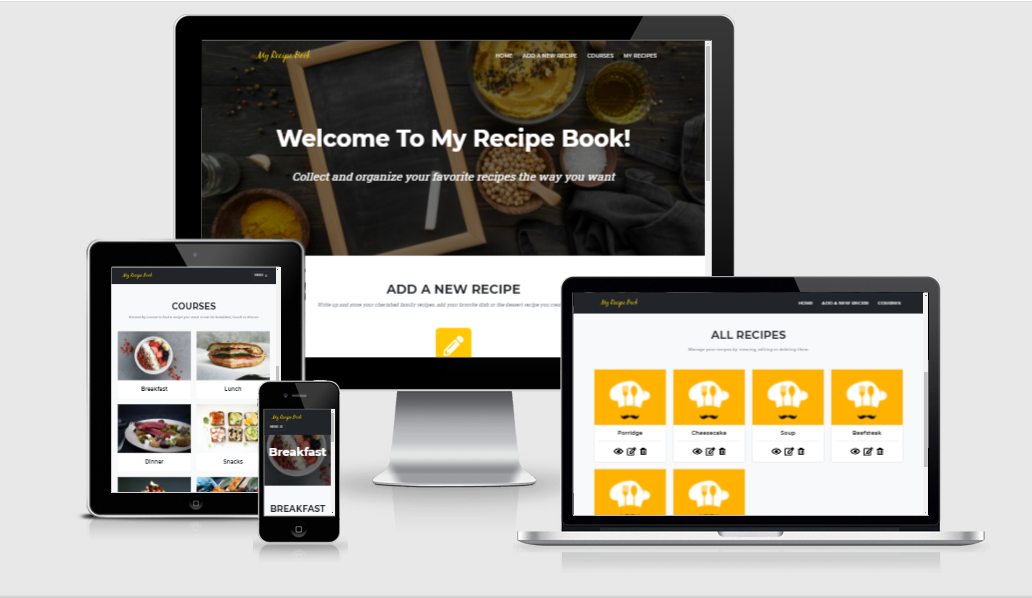 My Recipe Book
HOME ADD A NEW RECIPE COURSES MY RECIPES
Welcome To My Recipe Book!
Collect and organize your favorite recipes the way you want
ADD A NEW RECIPE
Write up and store your cherished family recipes, add your favorite dish or the dessert recipe you
My Recipe Book
MENU
COURSES
Breakfast
Lunch
Dinner
Snacks
My Recipe Book
MENU
Breakfast
BREAKFAST
My Recipe Book
HOME ADD A NEW RECIPE COURSES
ALL RECIPES
Manage your recipes by viewing, editing or deleting them.
Porridge
Cheesecake
Soup
Beefsteak